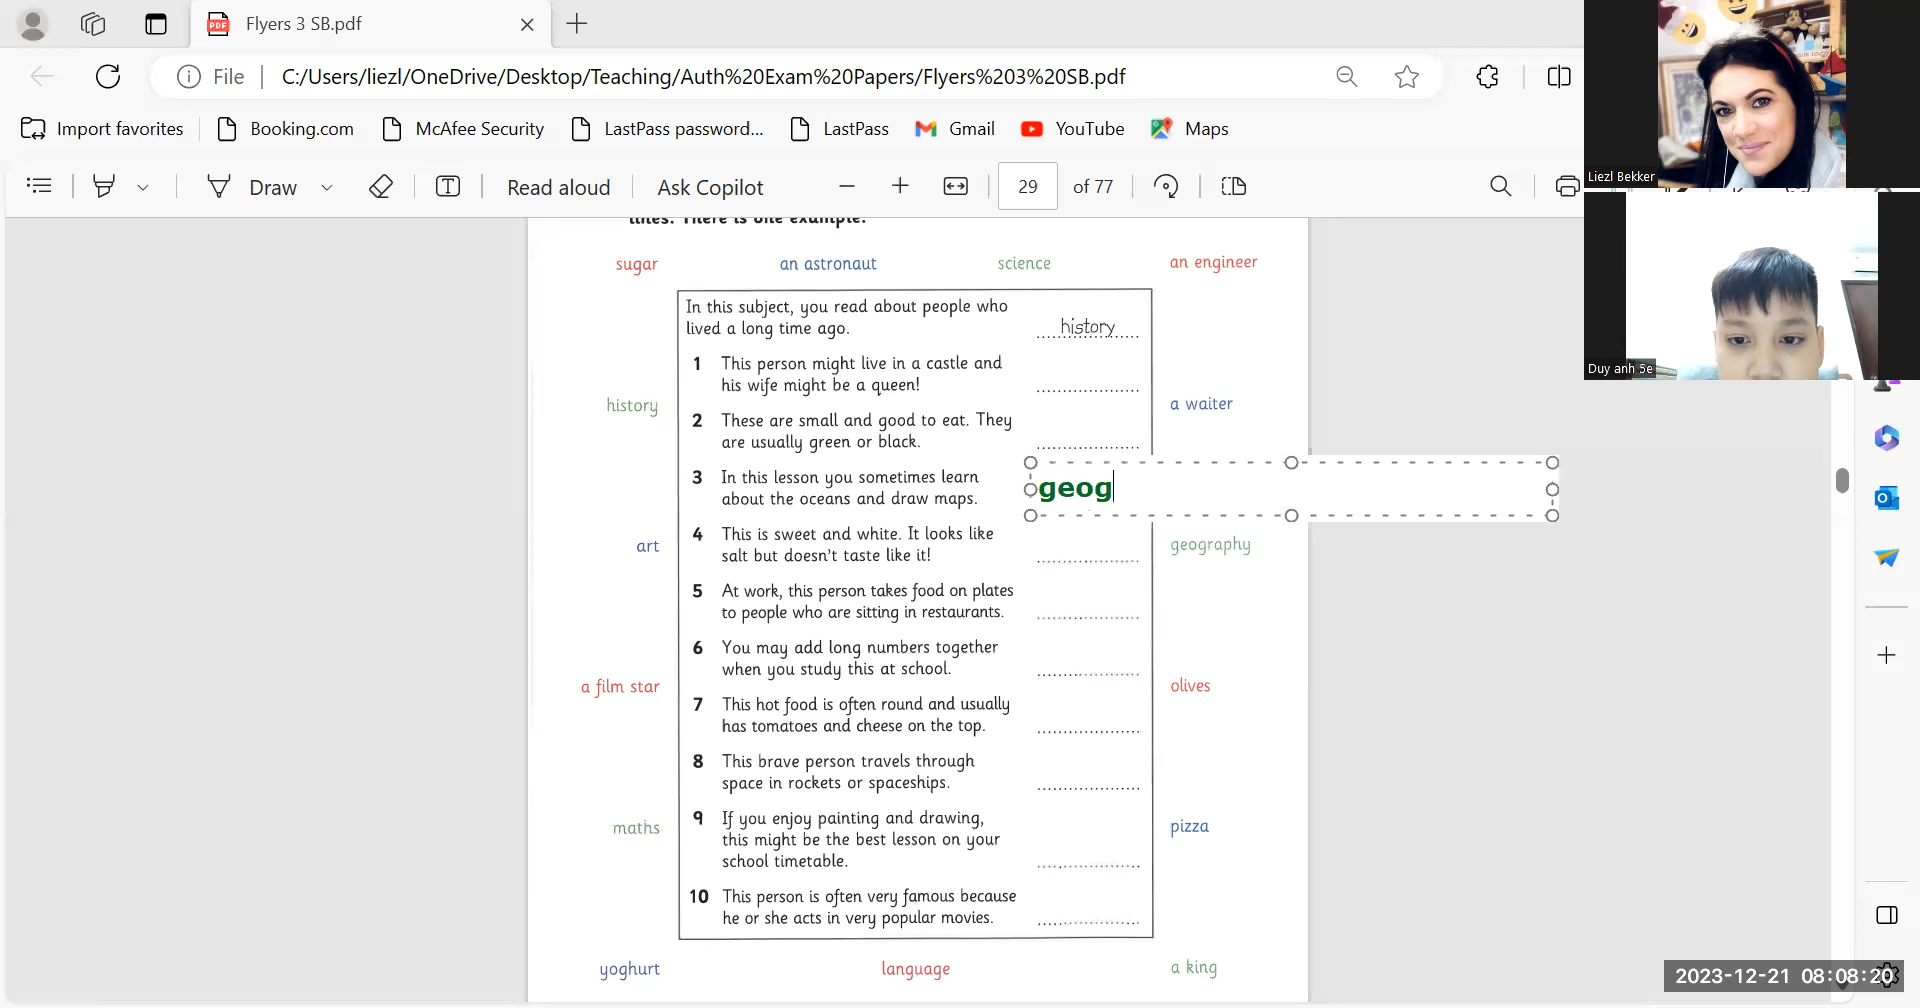 Flyers 3 SB.pdf
File
C:/Users/liezl/OneDrive/Desktop/Teaching/Auth%20Exam%20Papers/Flyers%203%20SB.pdf
Import favorites
Booking.com
McAfee Security
LastPass password...
LastPass
Gmail
YouTube
Maps
Draw
Read aloud
Ask Copilot
29
of 77
Liezl Bekker
Duy anh 5e
lines. There is one example.
sugar
an astronaut
science
an engineer
In this subject, you read about people who
lived a long time ago.
history
1 This person might live in a castle and
his wife might be a queen!
history
a waiter
2 These are small and good to eat. They
are usually green or black.
3 In this lesson you sometimes learn
about the oceans and draw maps.
geog
4 This is sweet and white. It looks like
salt but doesn't taste like it!
art
geography
5 At work, this person takes food on plates
to people who are sitting in restaurants.
6 You may add long numbers together
when you study this at school.
a film star
olives
7 This hot food is often round and usually
has tomatoes and cheese on the top.
8 This brave person travels through
space in rockets or spaceships.
9 If you enjoy painting and drawing,
this might be the best lesson on your
school timetable.
maths
pizza
10 This person is often very famous because
he or she acts in very popular movies.
yoghurt
language
a king
2023-12-21 08:08:20